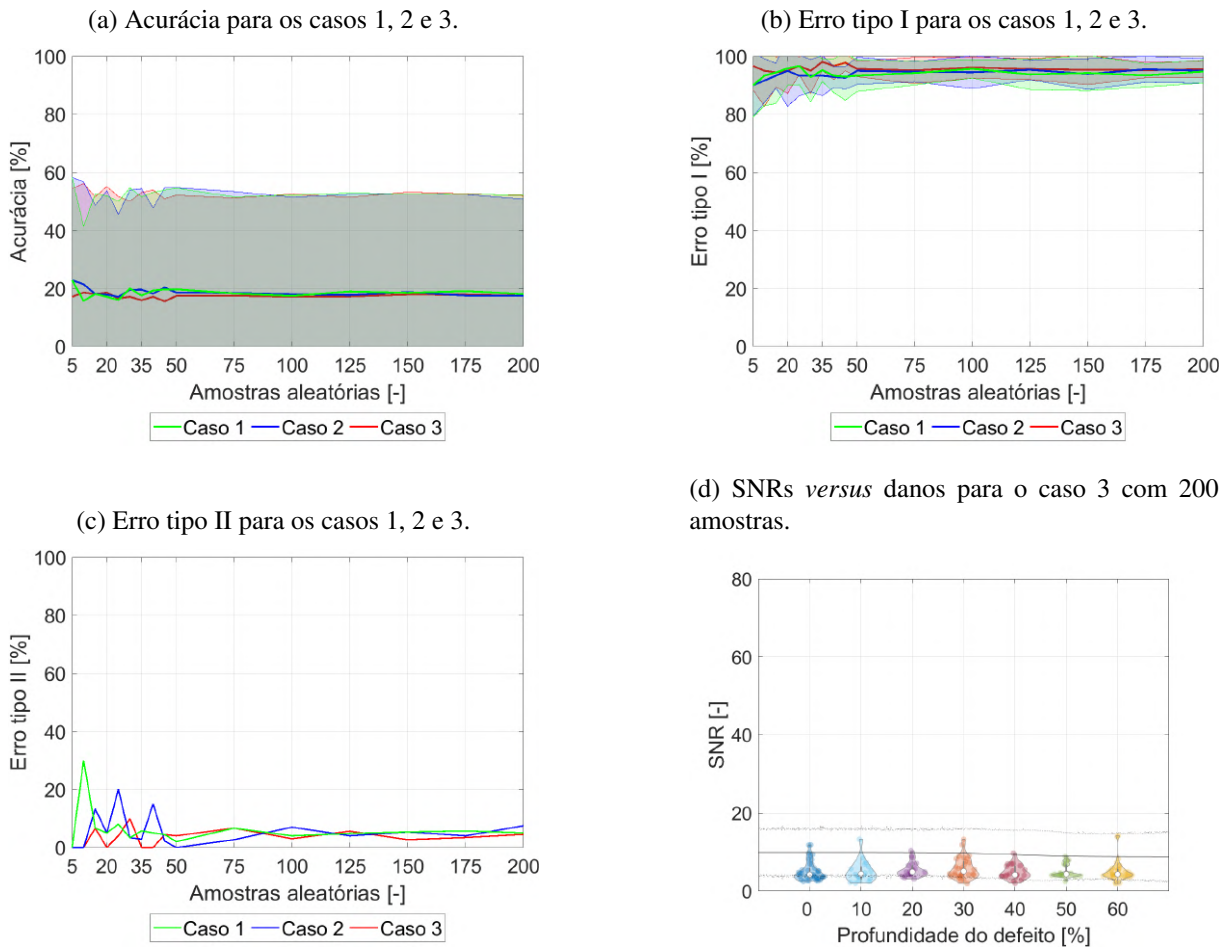 (a) Acurácia para os casos 1, 2 e 3.
100
80
60
40
20
0
Acurácia [%]
5 20 35 50 75 100 125 150 175 200
Amostras aleatórias [-]
Caso 1 Caso 2 Caso 3
(b) Erro tipo I para os casos 1, 2 e 3.
100
80
60
40
20
0
Erro tipo I [%]
5 20 35 50 75 100 125 150 175 200
Amostras aleatórias [-]
Caso 1 Caso 2 Caso 3
(c) Erro tipo II para os casos 1, 2 e 3.
100
80
60
40
20
0
Erro tipo II [%]
5 20 35 50 75 100 125 150 175 200
Amostras aleatórias [-]
Caso 1 Caso 2 Caso 3
(d) SNRs versus danos para o caso 3 com 200
amostras.
80
60
40
20
0
SNR [-]
0 10 20 30 40 50 60
Profundidade do defeito [%]